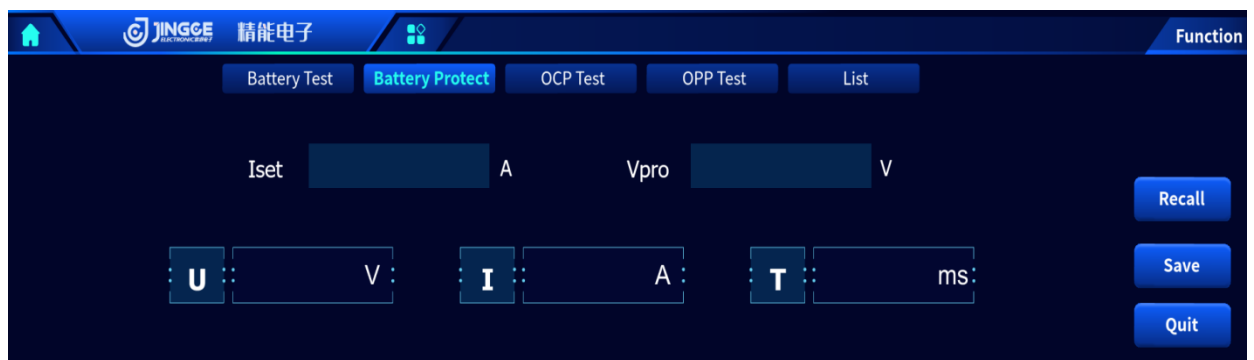 JINGCE 精能电子 Function
Battery Test Battery Protect OCP Test OPP Test List
Iset A Vpro V
Recall
U V I A T ms
Save
Quit